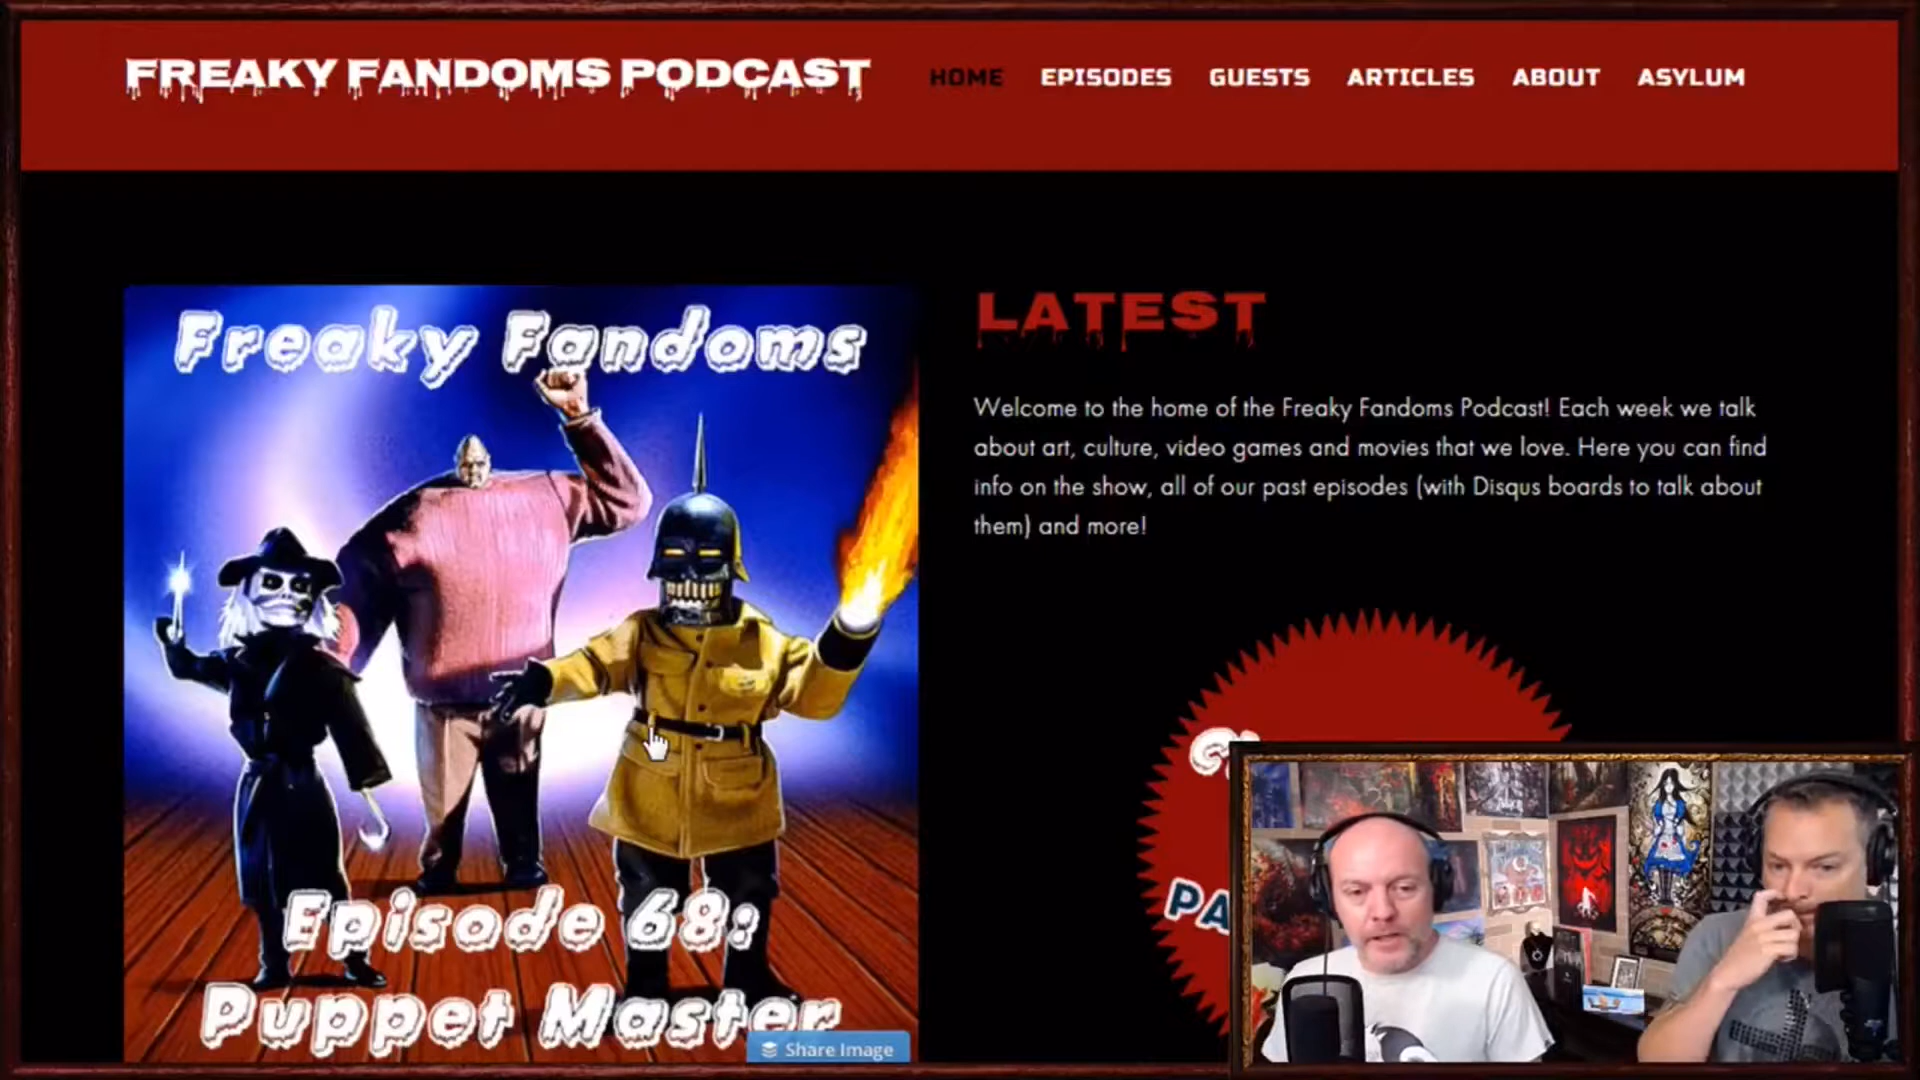 FREAKY FANDOMS PODCAST
HOME EPISODES GUESTS ARTICLES ABOUT ASYLUM
Freaky Fandoms
Episode 68:
Puppet Master
Share Image
LATEST
Welcome to the home of the Freaky Fandoms Podcast! Each week we talk
about art, culture, video games and movies that we love. Here you can find
info on the show, all of our past episodes (with Disqus boards to talk about
them) and more!
PA